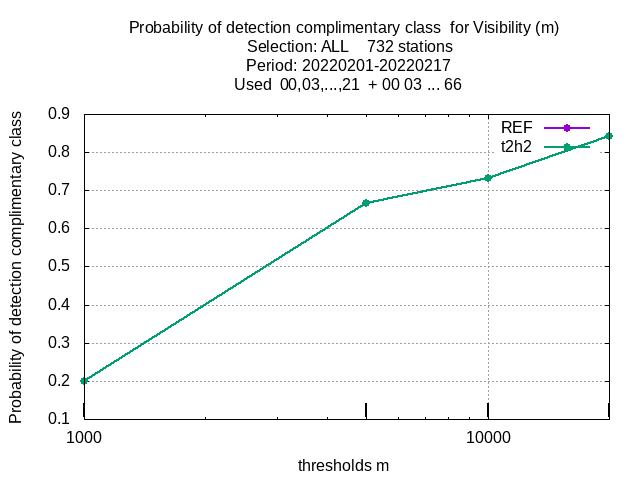 Probability of detection complimentary class  for Visibility (m)
Selection: ALL    732 stations
Period: 20220201-20220217
Used  00,03,...,21  + 00 03 ... 66
Probability of detection complimentary class
0.9
0.8
0.7
0.6
0.5
0.4
0.3
0.2
0.1
REF
t2h2
1000
10000
thresholds m